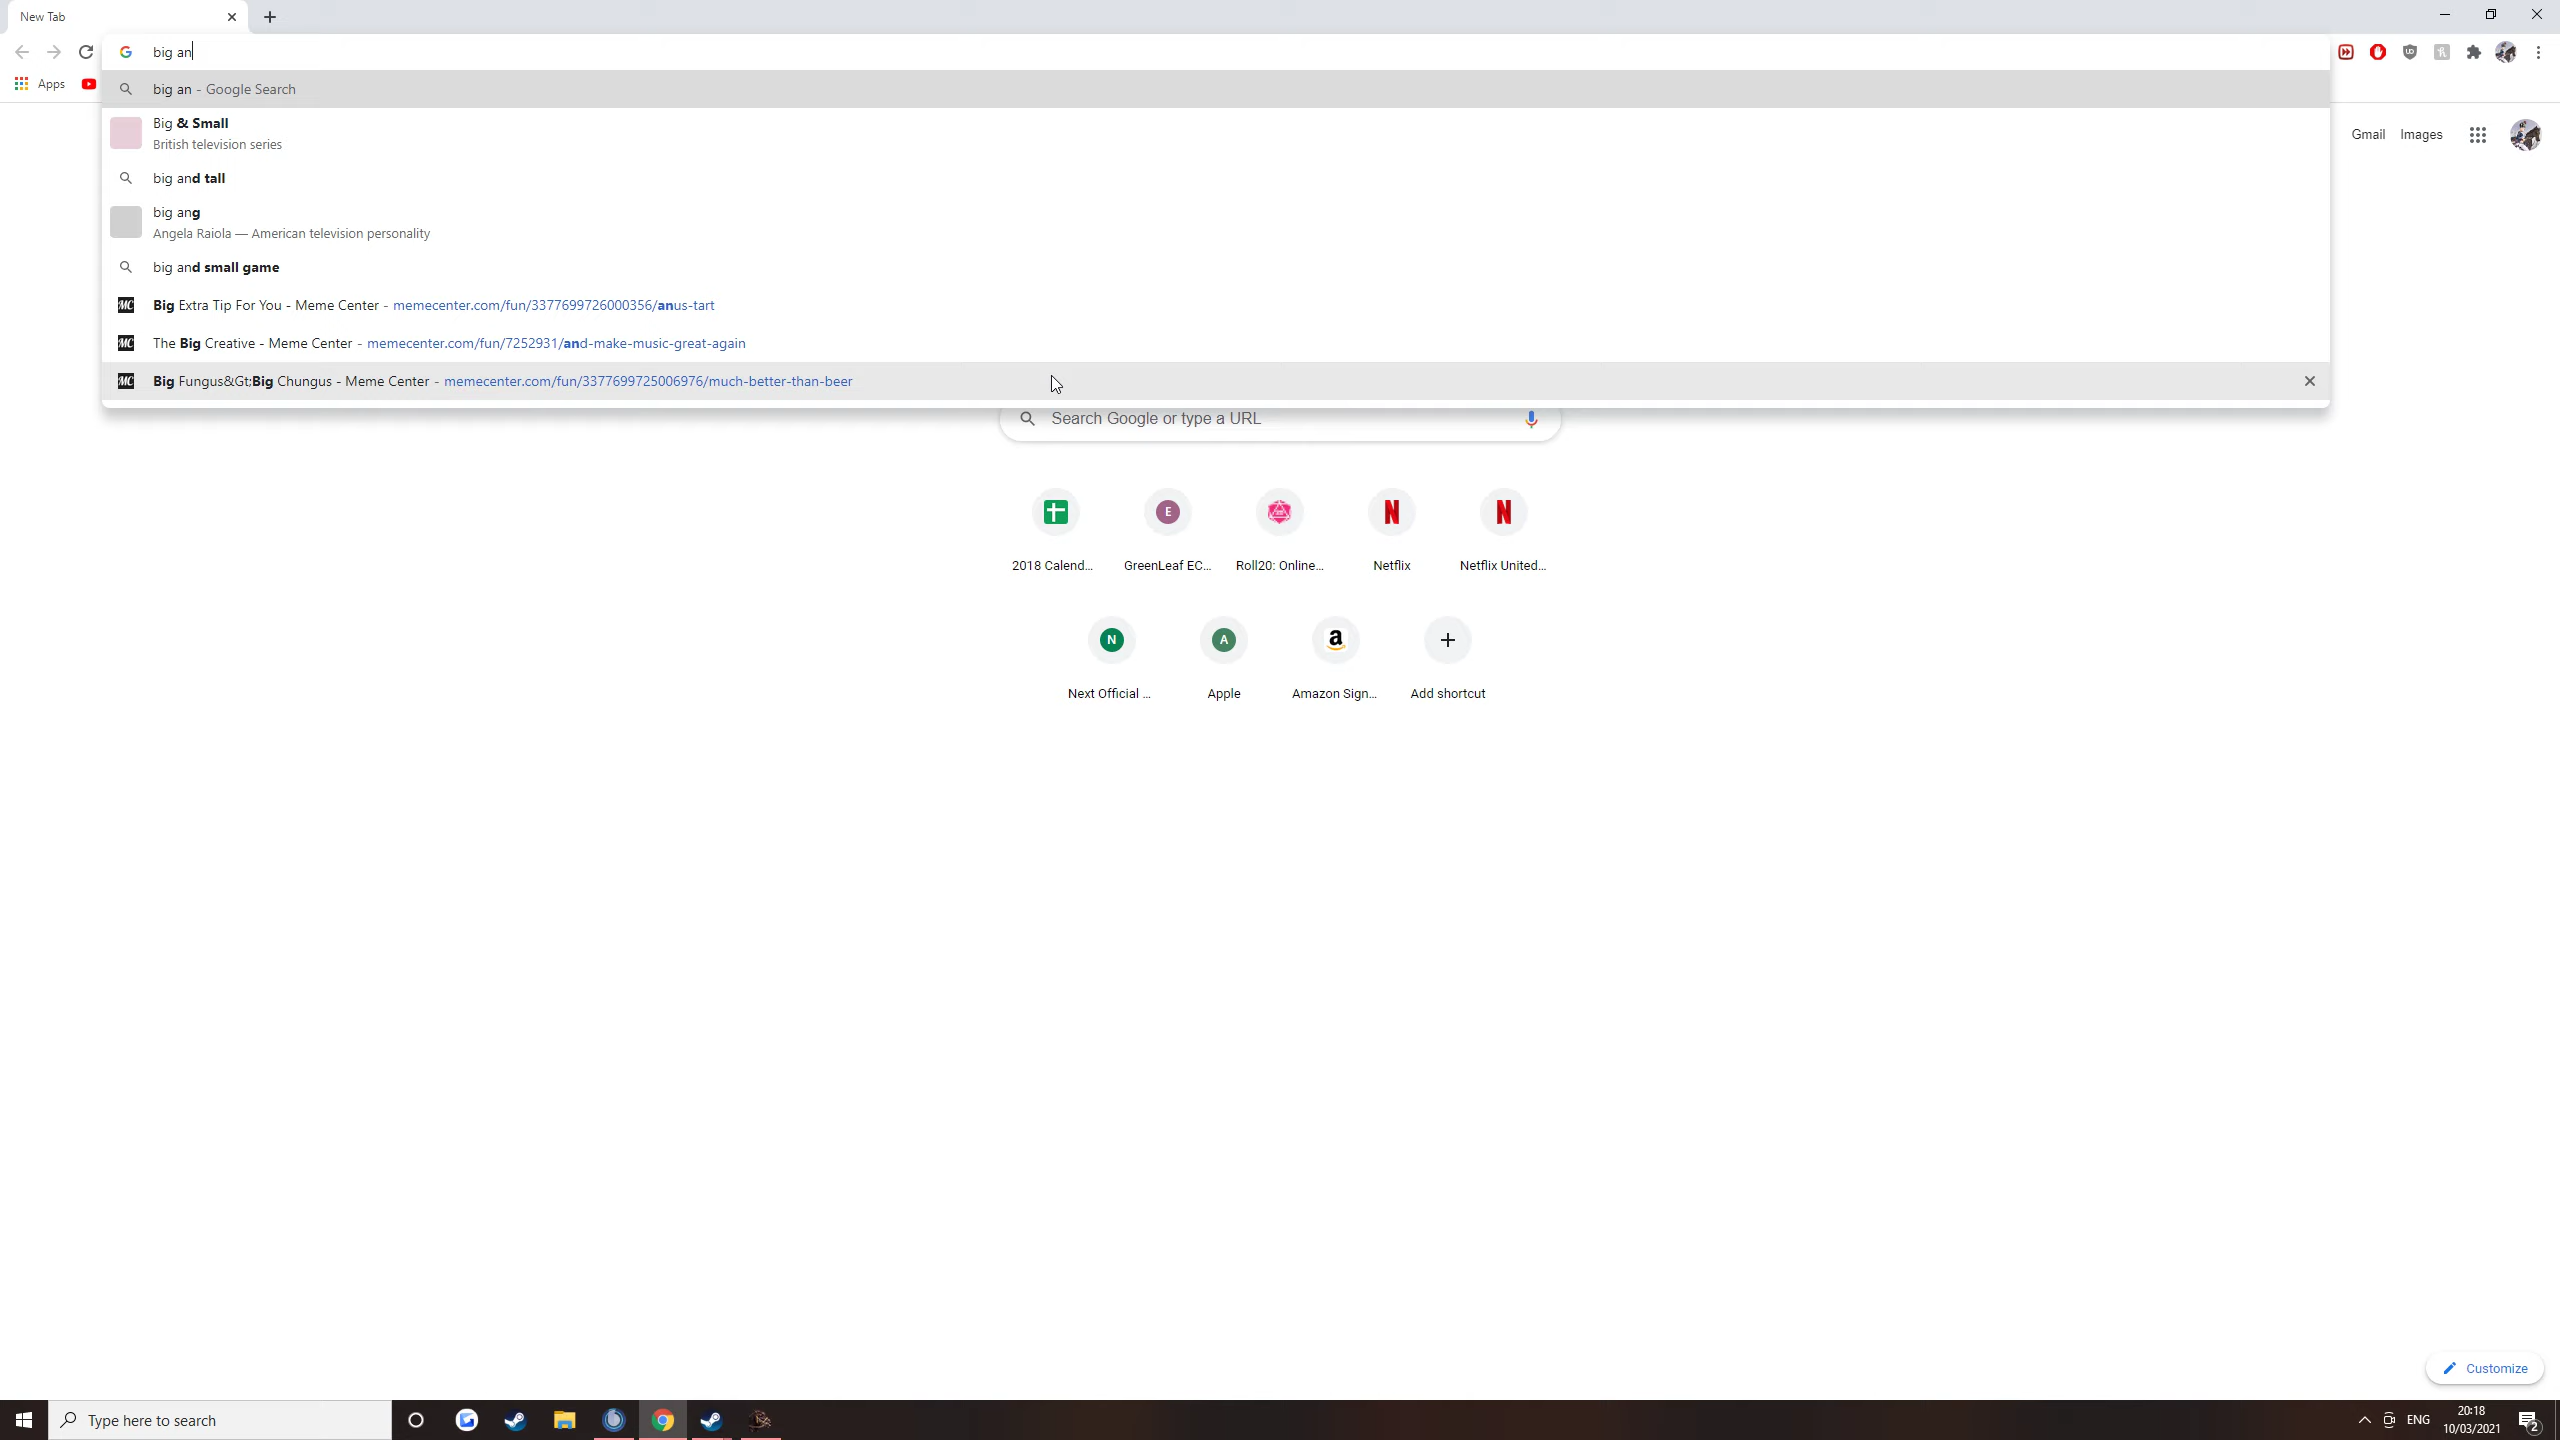 New Tab
big an
Apps
big an - Google Search
Big & Small
British television series
big and tall
big ang
Angela Raiola — American television personality
big and small game
MC Big Extra Tip For You - Meme Center - memecenter.com/fun/3377699726000356/anus-tart
MC The Big Creative - Meme Center - memecenter.com/fun/7252931/and-make-music-great-again
MC Big Fungus&Gt;Big Chungus - Meme Center - memecenter.com/fun/3377699725006976/much-better-than-beer
Gmail Images
Search Google or type a URL
E N N
2018 Calend... GreenLeaf EC... Roll20: Online... Netflix Netflix United...
N A a
Next Official ... Apple Amazon Sign... Add shortcut
Customize
Type here to search
ENG
20:18
10/03/2021
2